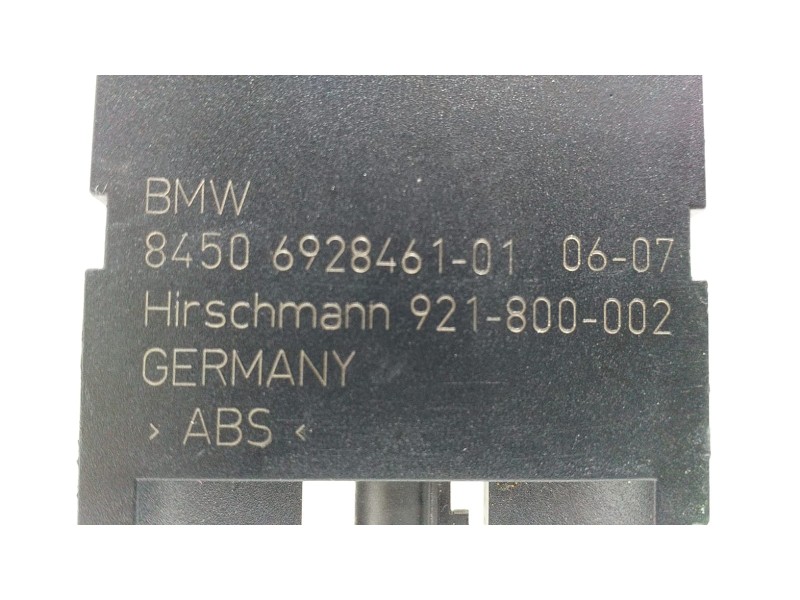 BMW
8450 6928461-01 06-07
Hirschmann 921-800-002
GERMANY
> ABS <